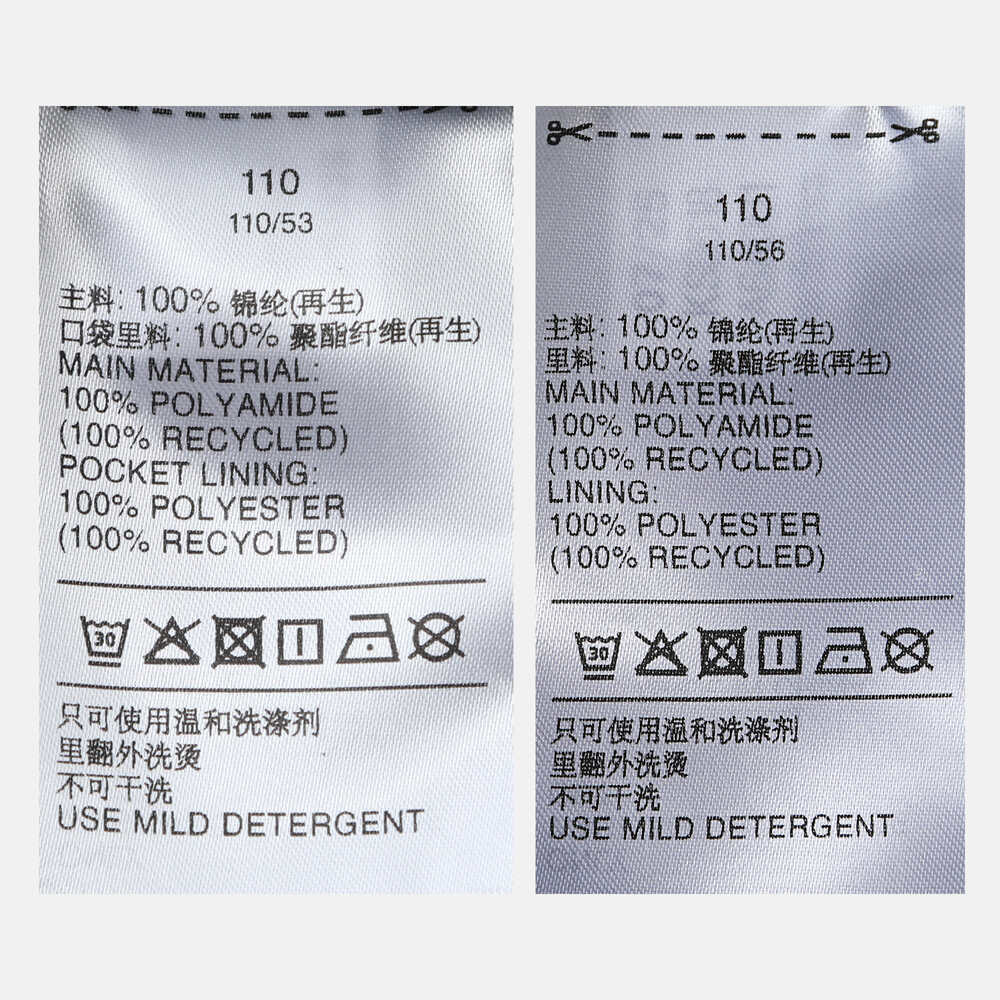 110
110/53
主料: 100% 锦纶(再生)
口袋里料: 100% 聚酯纤维(再生)
MAIN MATERIAL:
100% POLYAMIDE
(100% RECYCLED)
POCKET LINING:
100% POLYESTER
(100% RECYCLED)
30
只可使用温和洗涤剂
里翻外洗烫
不可干洗
USE MILD DETERGENT
110
110/56
主料: 100% 锦纶(再生)
里料: 100% 聚酯纤维(再生)
MAIN MATERIAL:
100% POLYAMIDE
(100% RECYCLED)
LINING:
100% POLYESTER
(100% RECYCLED)
30
只可使用温和洗涤剂
里翻外洗烫
不可干洗
USE MILD DETERGENT